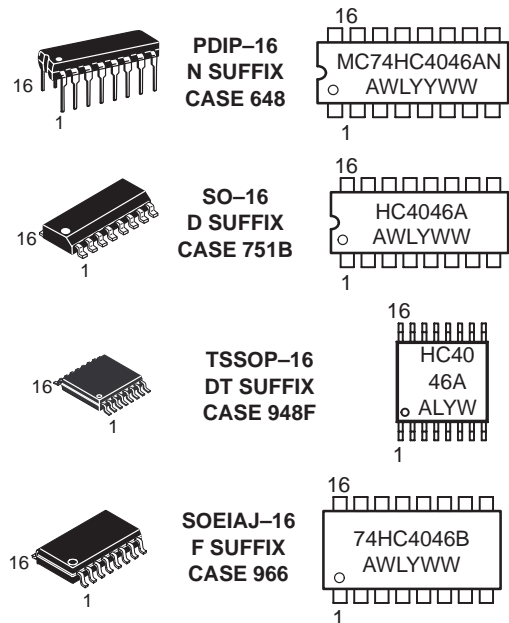 16
1
PDIP–16
N SUFFIX
CASE 648
16
MC74HC4046AN
AWLYYWW
1
16
1
SO–16
D SUFFIX
CASE 751B
16
HC4046A
AWLYWW
1
16
1
TSSOP–16
DT SUFFIX
CASE 948F
16
HC40
46A
ALYW
1
16
1
SOEIAJ–16
F SUFFIX
CASE 966
16
74HC4046B
AWLYWW
1